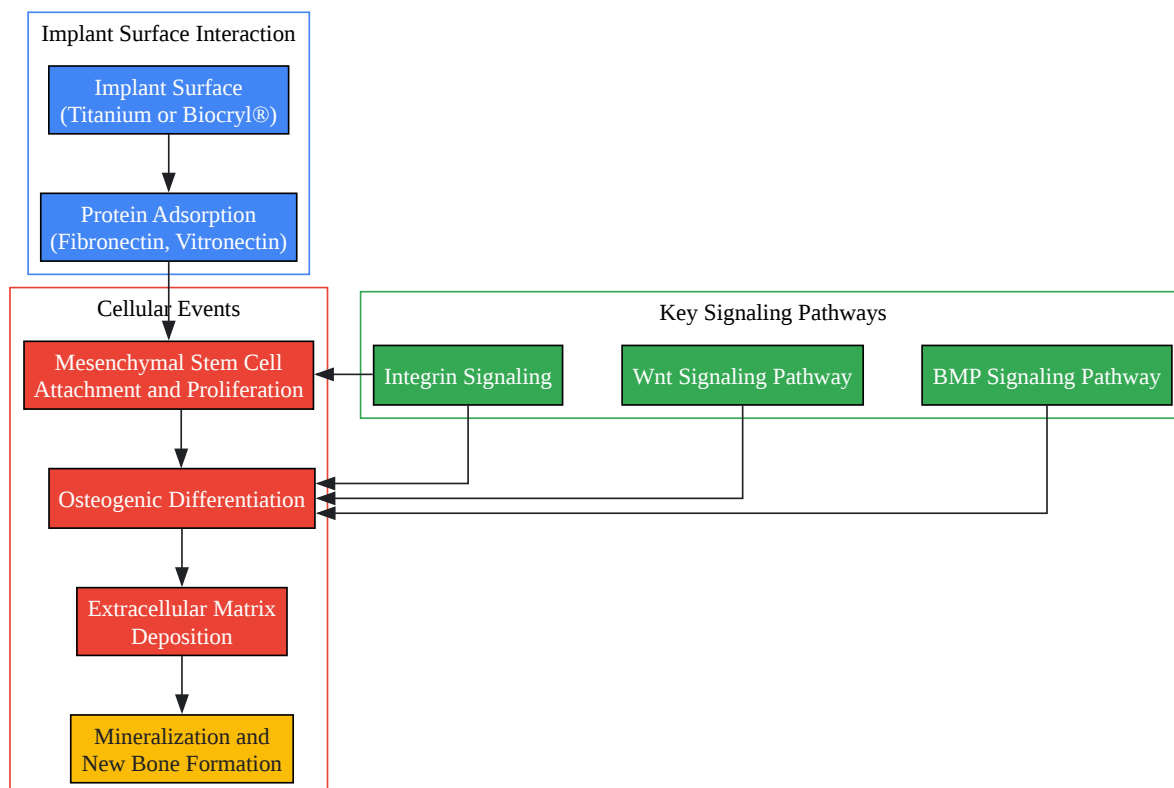 Implant Surface Interaction
Implant Surface
(Titanium or Biocryl®)
Protein Adsorption
(Fibronectin, Vitronectin)
Cellular Events
Mesenchymal Stem Cell
Attachment and Proliferation
Osteogenic Differentiation
Extracellular Matrix
Deposition
Mineralization and
New Bone Formation
Key Signaling Pathways
Integrin Signaling
Wnt Signaling Pathway
BMP Signaling Pathway